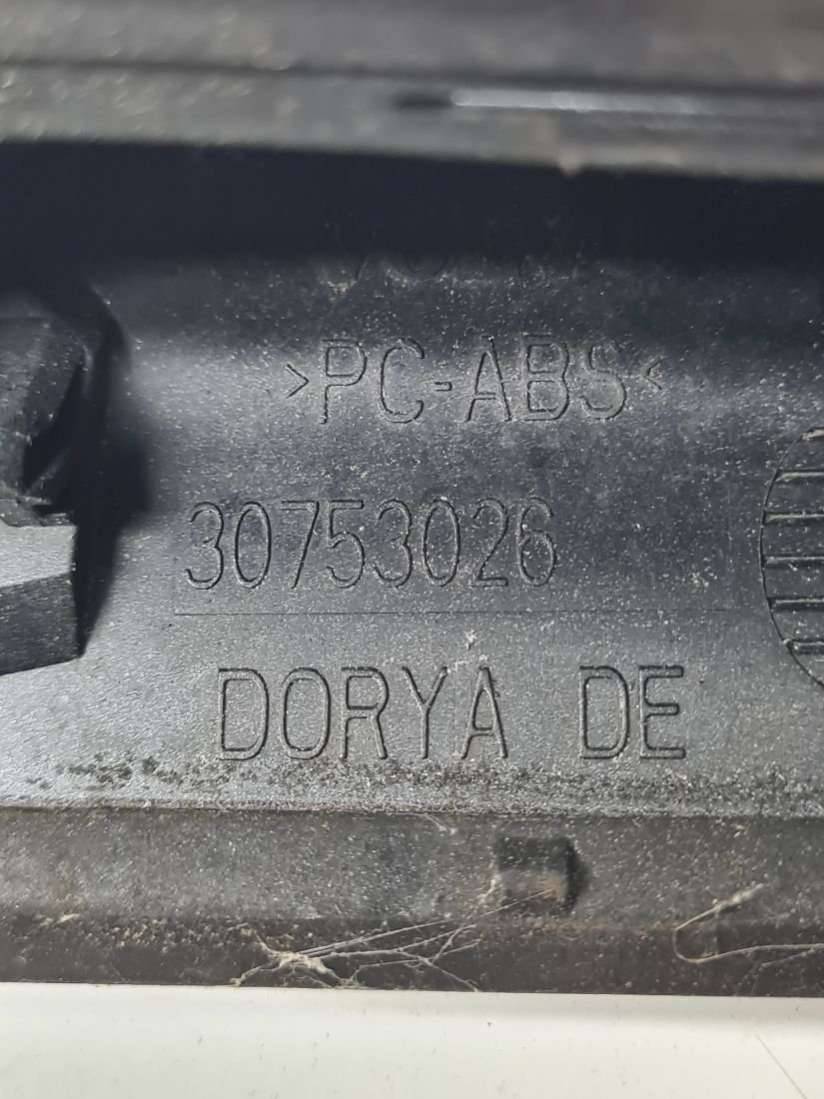 >PC-ABS<
30753026
DORYA DE